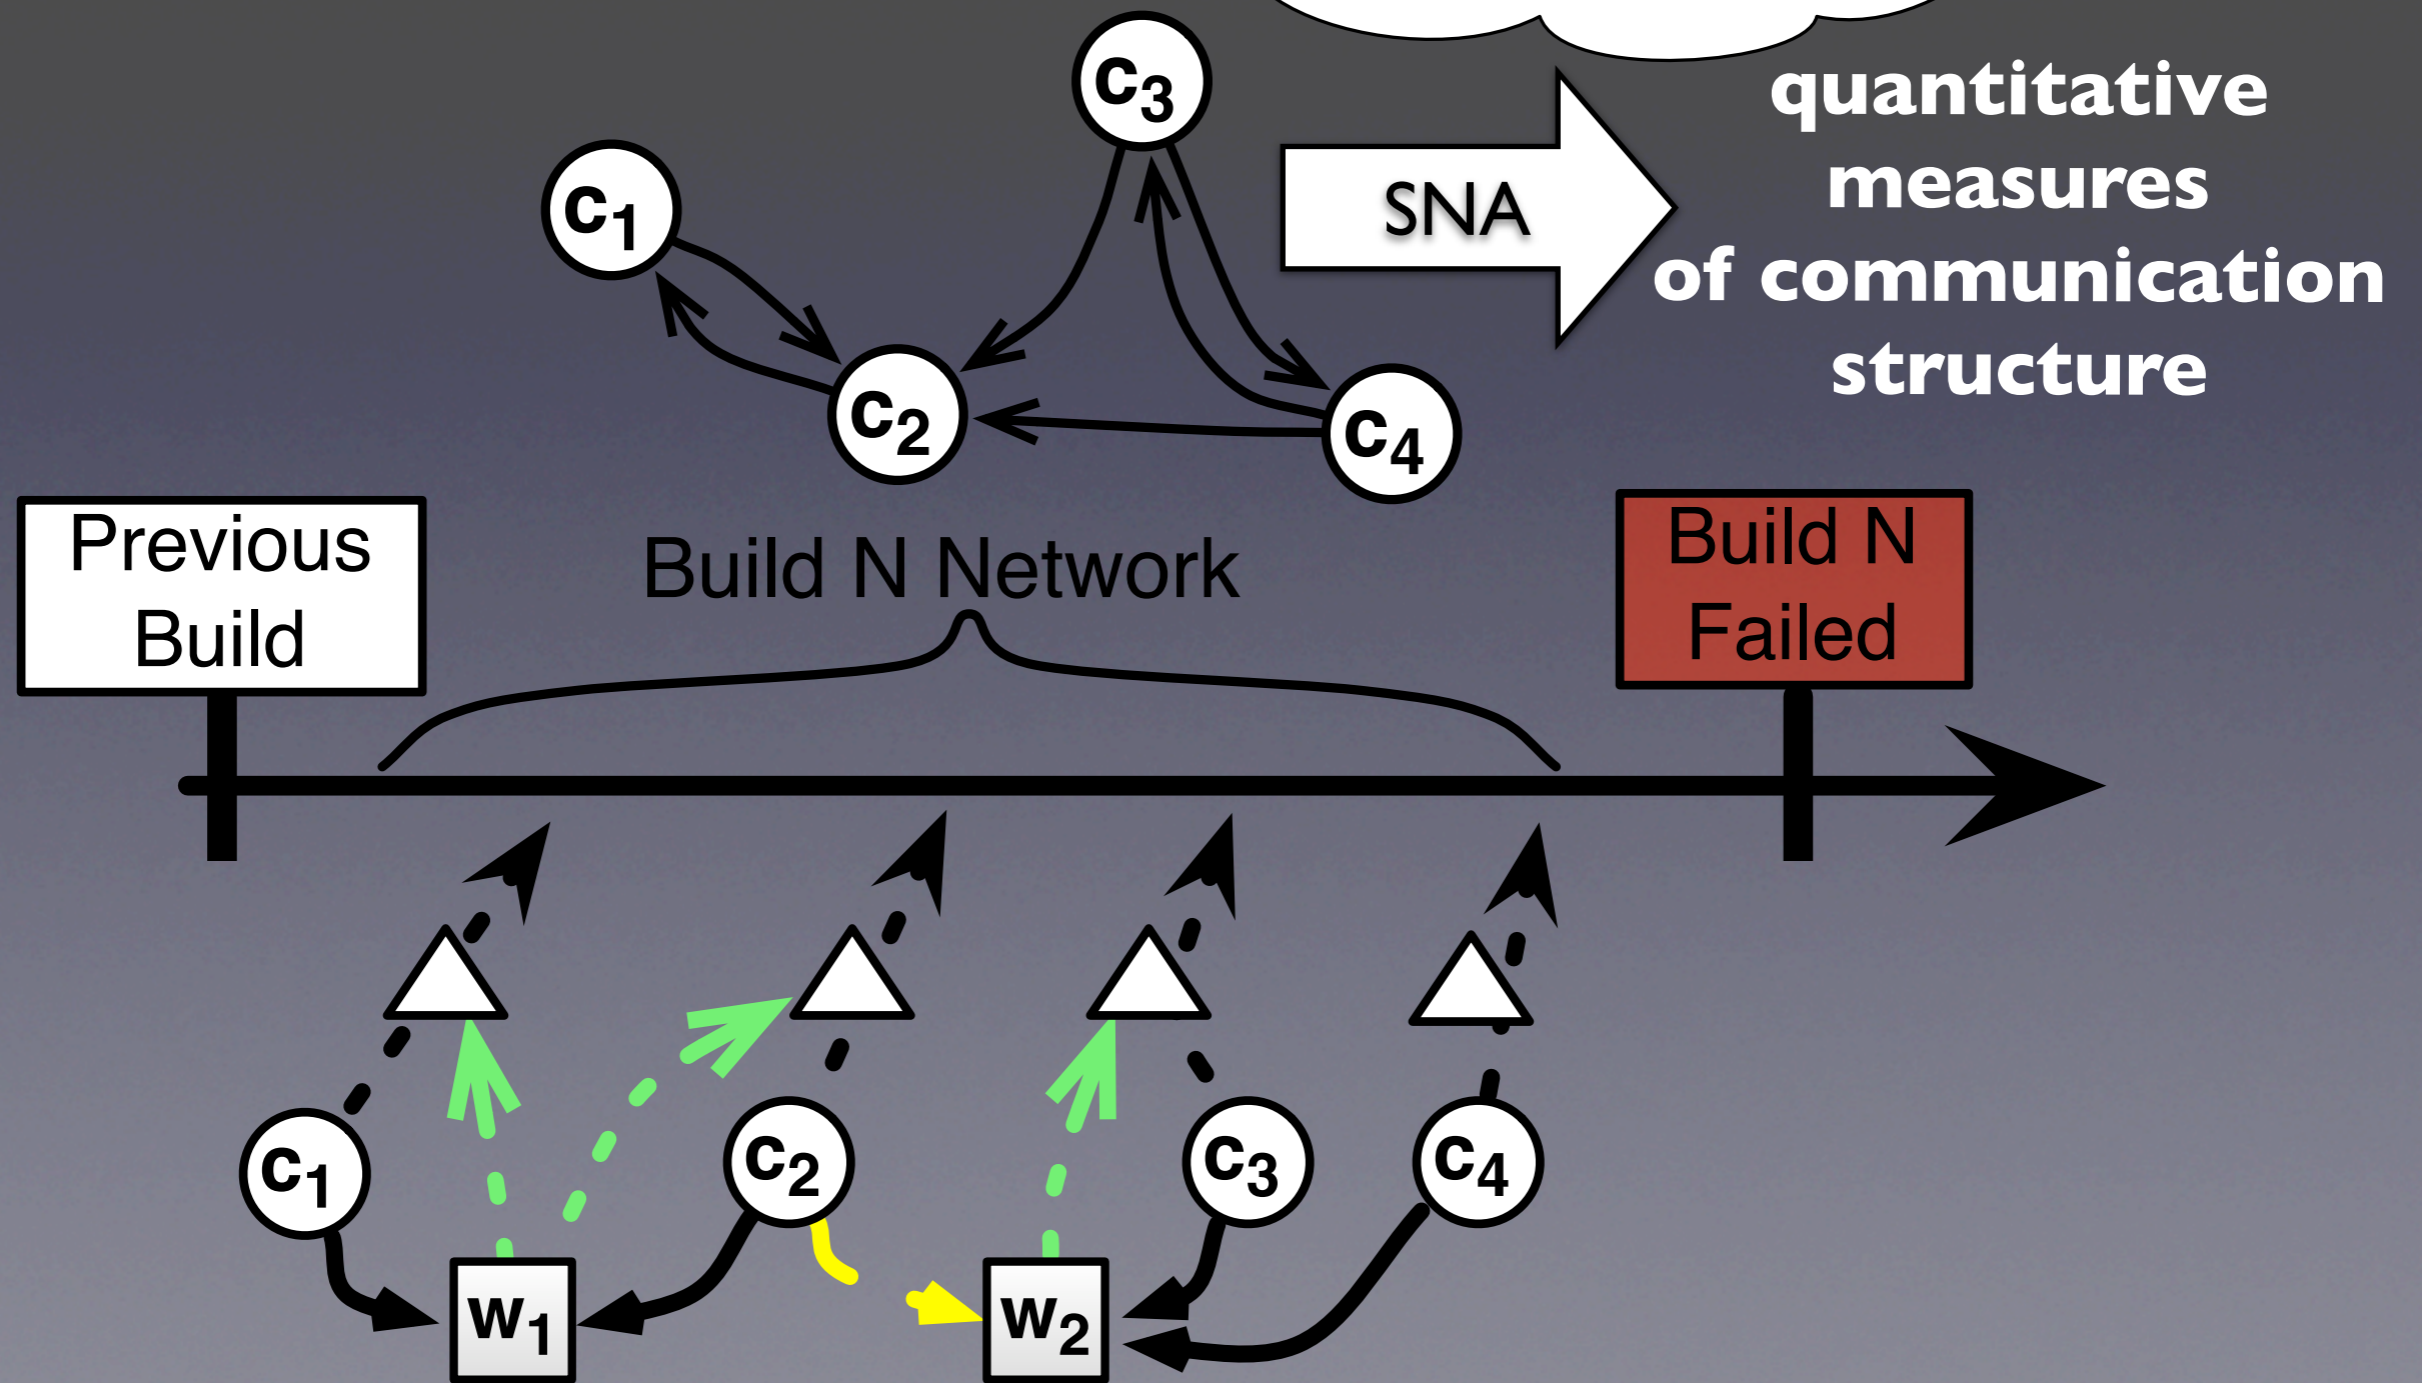 c3
c1
SNA
quantitative
measures
of communication
structure
c2
c4
Previous
Build
Build N Network
Build N
Failed
c1
c2
c3
c4
w1
w2